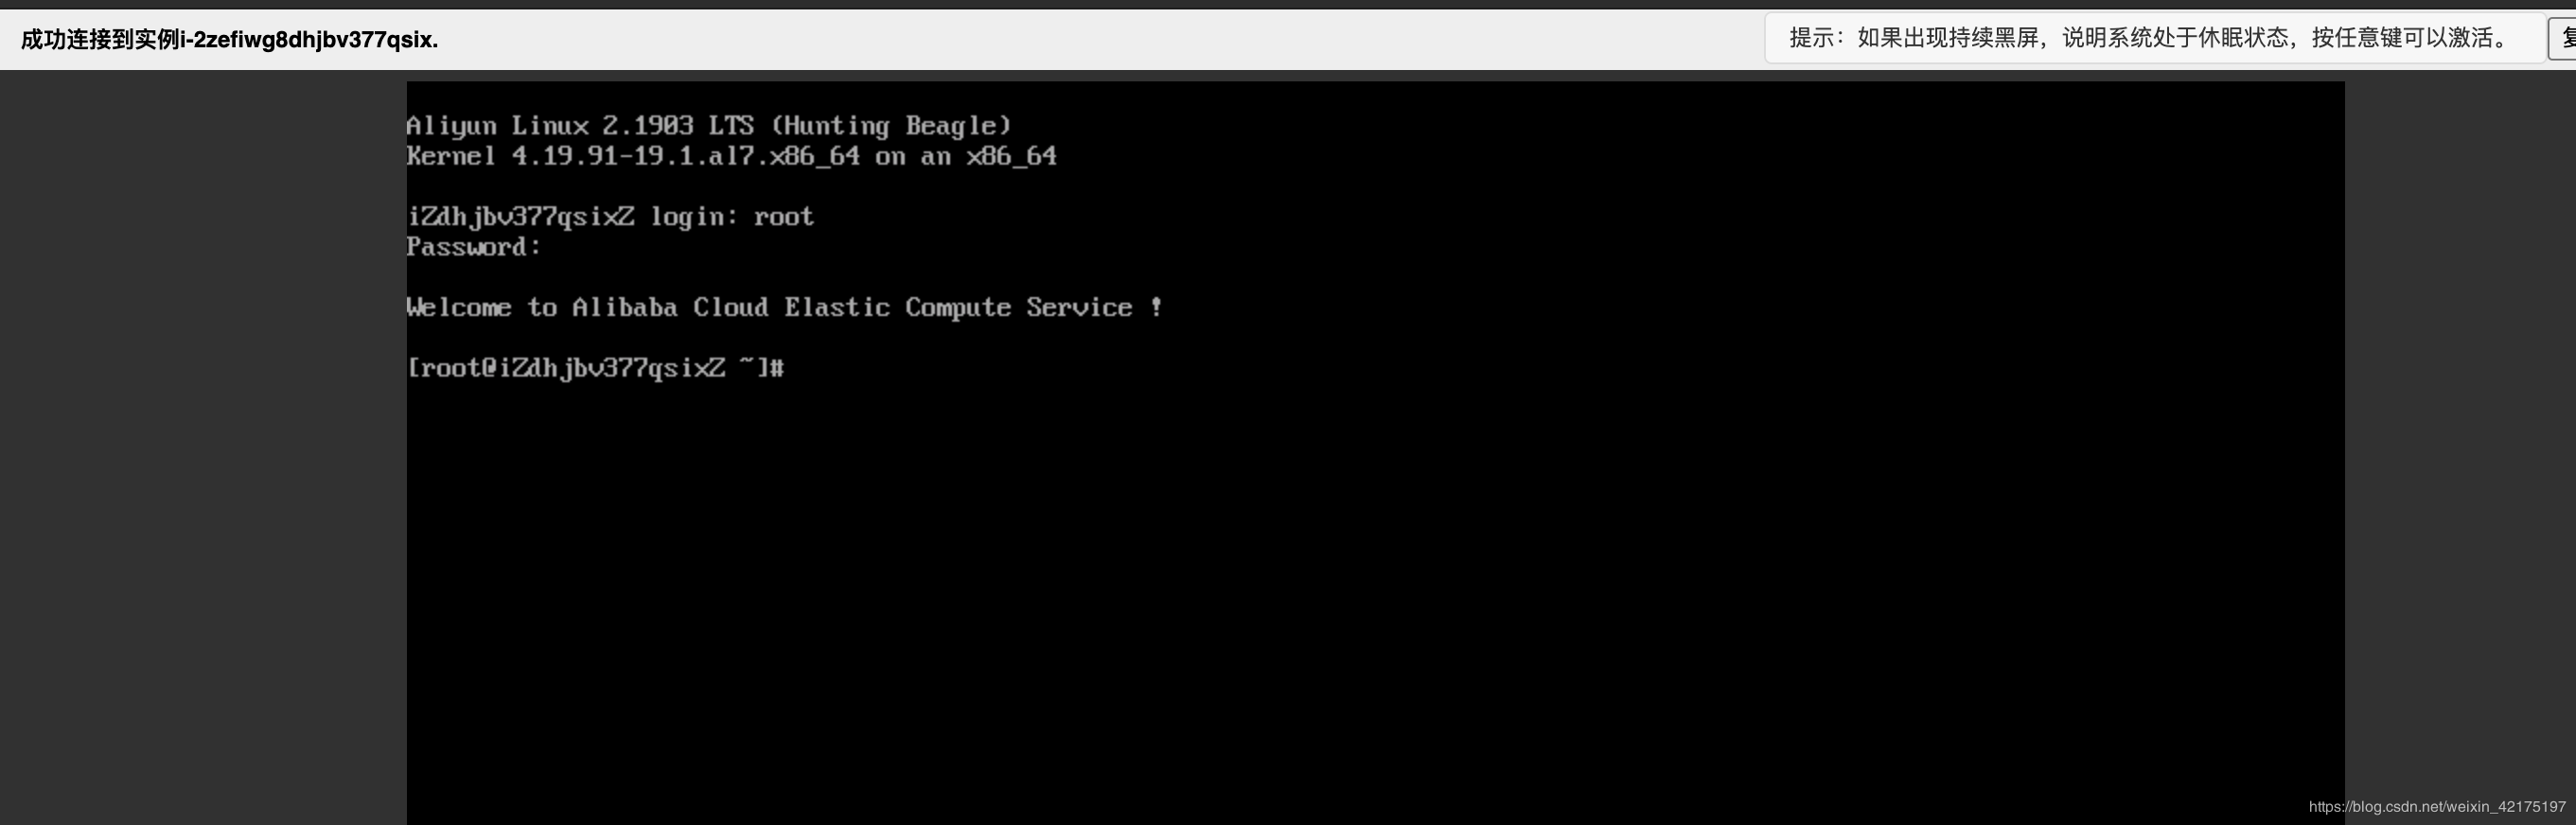 成功连接到实例i-2zefiwg8dhjbv377qsix.
提示：如果出现持续黑屏，说明系统处于休眠状态，按任意键可以激活。
Aliyun Linux 2.1903 LTS (Hunting Beagle)
Kernel 4.19.91-19.1.al7.x86_64 on an x86_64
iZdhjbv377qsixZ login: root
Password:
Welcome to Alibaba Cloud Elastic Compute Service !
[root@iZdhjbv377qsixZ ~]#
https://blog.csdn.net/weixin_42175197